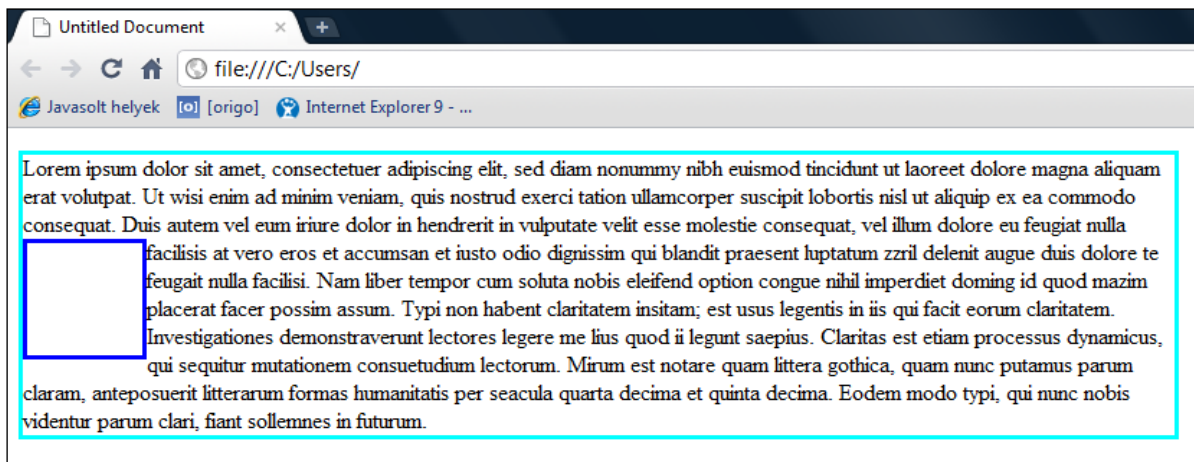 Untitled Document
file:///C:/Users/
Javasolt helyek [o] [origo] Internet Explorer 9 - ...
Lorem ipsum dolor sit amet, consectetuer adipiscing elit, sed diam nonummy nibh euismod tincidunt ut laoreet dolore magna aliquam
erat volutpat. Ut wisi enim ad minim veniam, quis nostrud exerci tation ullamcorper suscipit lobortis nisl ut aliquip ex ea commodo
consequat. Duis autem vel eum iriure dolor in hendrerit in vulputate velit esse molestie consequat, vel illum dolore eu feugiat nulla
facilisis at vero eros et accumsan et iusto odio dignissim qui blandit praesent luptatum zzril delenit augue duis dolore te
feugait nulla facilisi. Nam liber tempor cum soluta nobis eleifend option congue nihil imperdiet doming id quod mazim
placerat facer possim assum. Typi non habent claritatem insitam; est usus legentis in iis qui facit eorum claritatem.
Investigationes demonstraverunt lectores legere me lius quod ii legunt saepius. Claritas est etiam processus dynamicus,
qui sequitur mutationem consuetudium lectorum. Mirum est notare quam littera gothica, quam nunc putamus parum
claram, anteposuerit litterarum formas humanitatis per seacula quarta decima et quinta decima. Eodem modo typi, qui nunc nobis
videntur parum clari, fiant sollemnes in futurum.